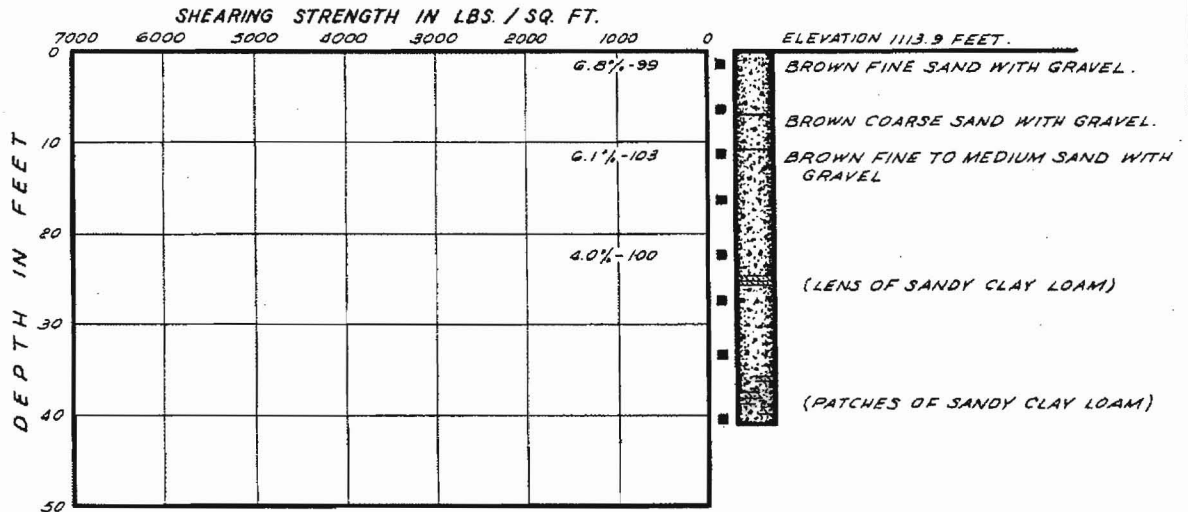 SHEARING STRENGTH IN LBS. / SQ. FT.
7000 6000 5000 4000 3000 2000 1000 0
ELEVATION 1113.9 FEET.
DEPTH IN FEET
0
10
20
30
40
50
6.8%-99
6.1%-103
4.0%-100
BROWN FINE SAND WITH GRAVEL.
BROWN COARSE SAND WITH GRAVEL.
BROWN FINE TO MEDIUM SAND WITH
GRAVEL
(LENS OF SANDY CLAY LOAM)
(PATCHES OF SANDY CLAY LOAM)